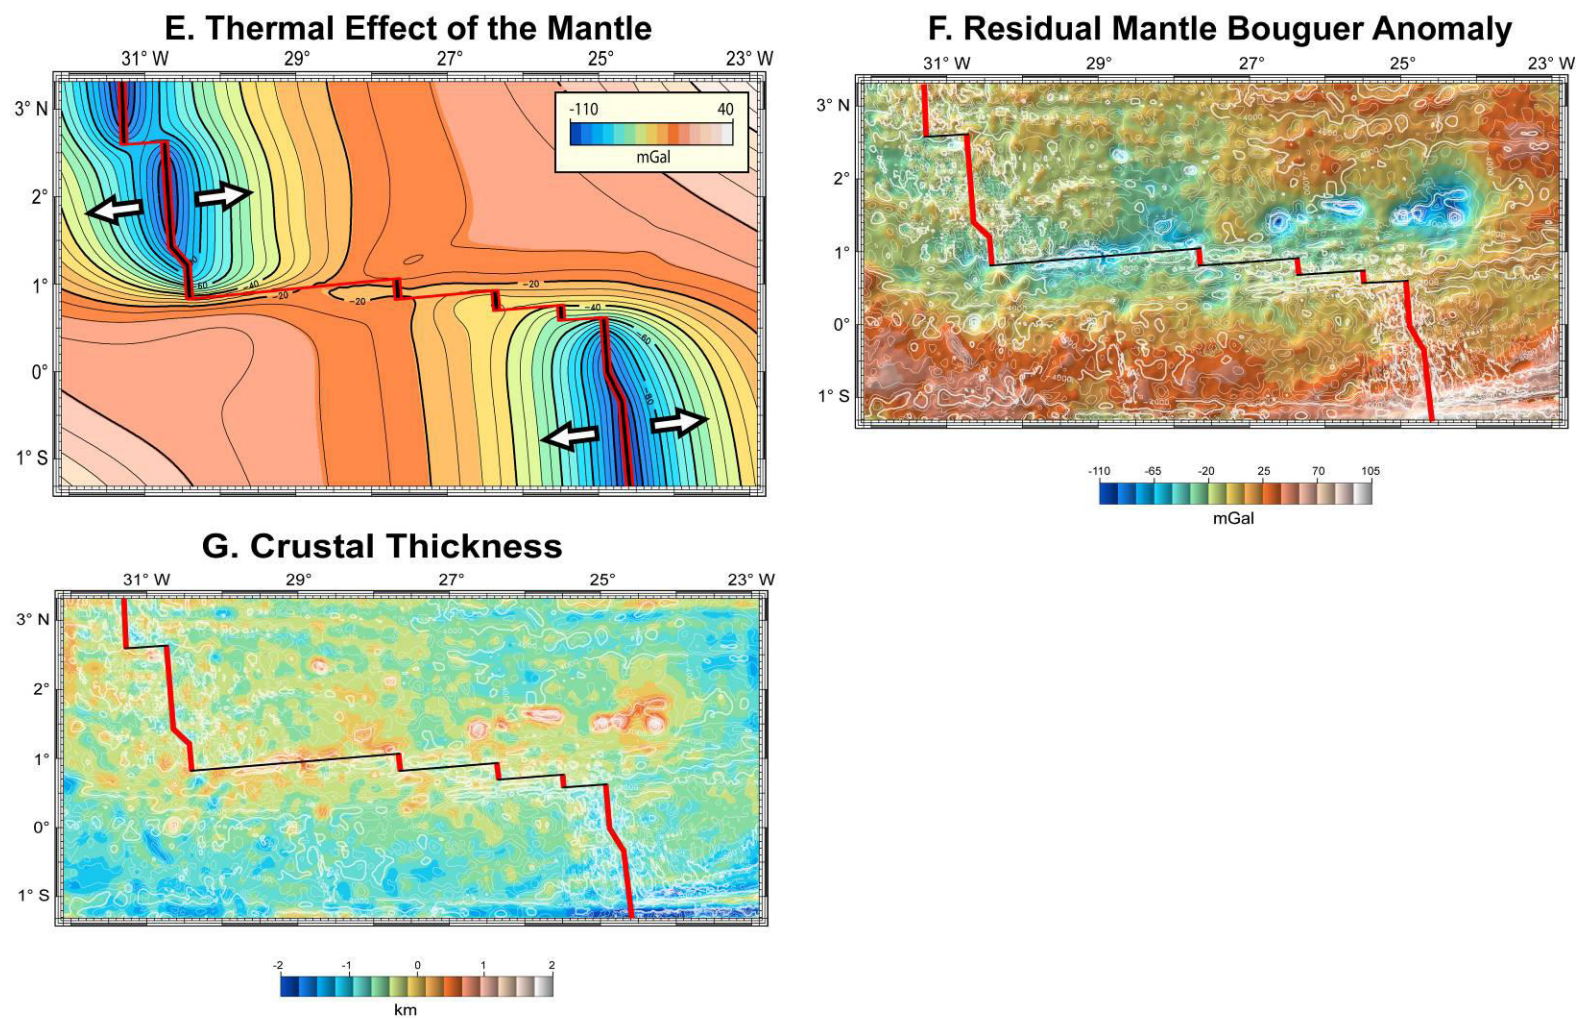 E. Thermal Effect of the Mantle
31° W 29° 27° 25° 23° W
3° N
2°
1°
0°
1° S
-110 40
mGal
-60
-40
-20
-20
-20
-40
-60
-80
F. Residual Mantle Bouguer Anomaly
31° W 29° 27° 25° 23° W
3° N
2°
1°
0°
1° S
-110 -65 -20 25 70 105
mGal
G. Crustal Thickness
31° W 29° 27° 25° 23° W
3° N
2°
1°
0°
1° S
-2 -1 0 1 2
km